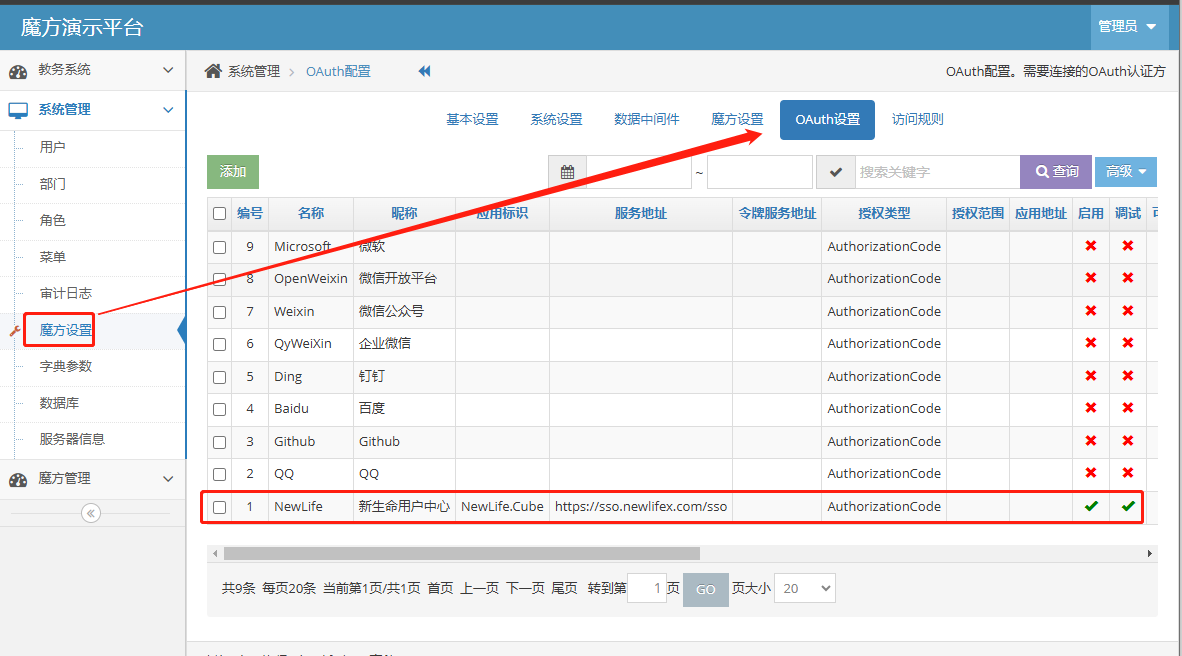 魔方演示平台
管理员
教务系统
系统管理
用户
部门
角色
菜单
审计日志
魔方设置
字典参数
数据库
服务器信息
魔方管理
系统管理 OAuth配置
OAuth配置。需要连接的OAuth认证方
基本设置 系统设置 数据中间件 魔方设置 OAuth设置 访问规则
添加 ~ 搜索关键字 查询 高级
编号 名称 昵称 应用标识 服务地址 令牌服务地址 授权类型 授权范围 应用地址 启用 调试
9 Microsoft 微软 AuthorizationCode
8 OpenWeixin 微信开放平台 AuthorizationCode
7 Weixin 微信公众号 AuthorizationCode
6 QyWeiXin 企业微信 AuthorizationCode
5 Ding 钉钉 AuthorizationCode
4 Baidu 百度 AuthorizationCode
3 Github Github AuthorizationCode
2 QQ QQ AuthorizationCode
1 NewLife 新生命用户中心 NewLife.Cube https://sso.newlifex.com/sso AuthorizationCode
共9条 每页20条 当前第1页/共1页 首页 上一页 下一页 尾页 转到第 1 页 GO 页大小 20